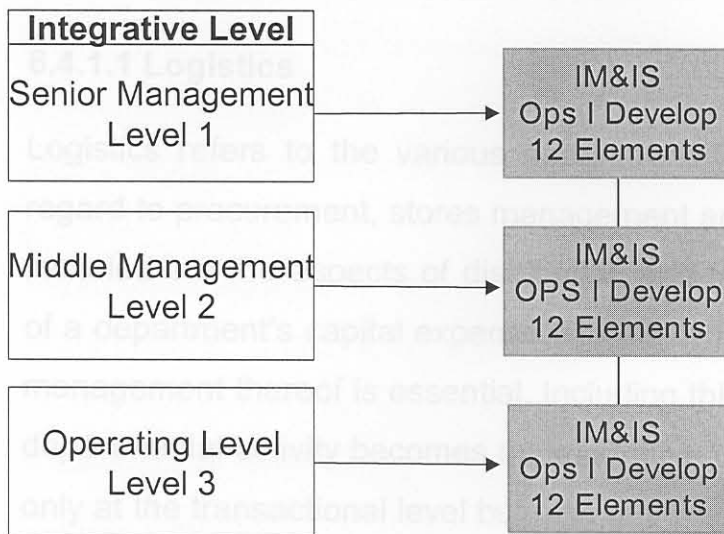 Integrative Level
Senior Management
Level 1
IM&IS
Ops I Develop
12 Elements
Middle Management
Level 2
IM&IS
OPS I Develop
12 Elements
Operating Level
Level 3
IM&IS
Ops I Develop
12 Elements
6.4.1.1 Logistics
Logistics refers to the various
regard to procurement, stores management
aspects of
of a department's capital
management thereof is essential. Including
becomes
only at the transactional level